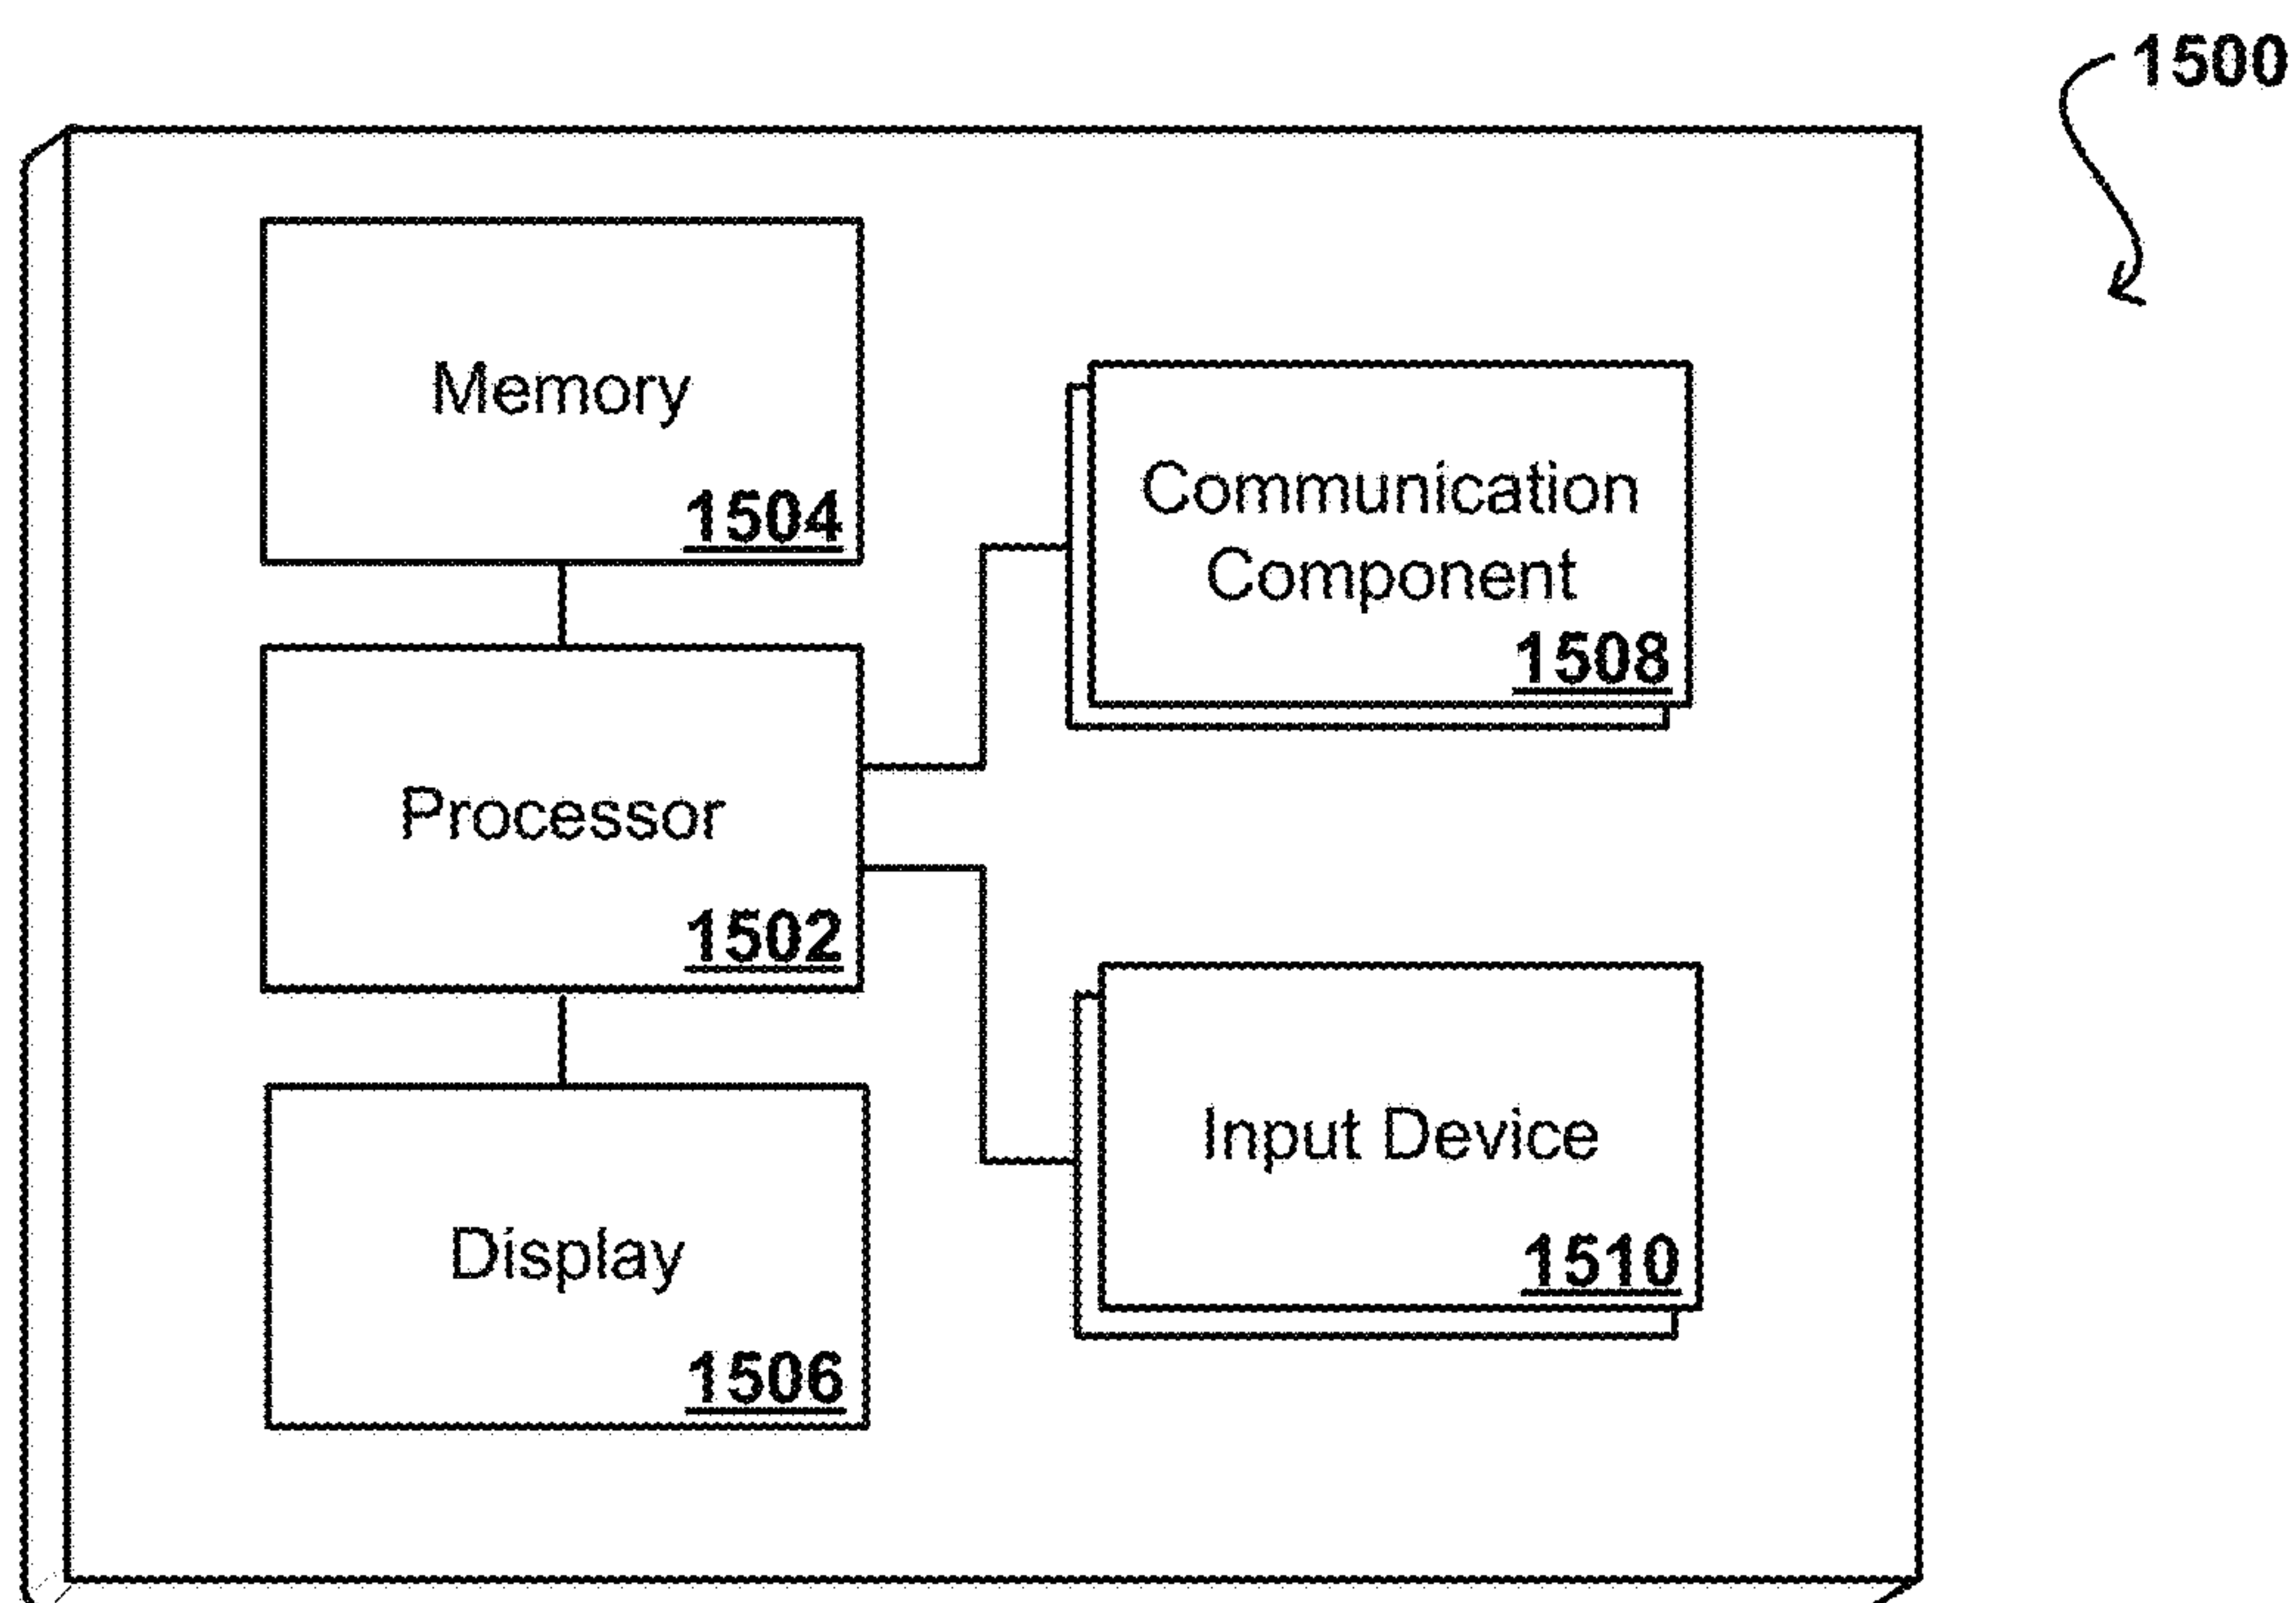 1500
Memory
1504
Communication
Component
1508
Processor
1502
Input Device
1510
Display
1506